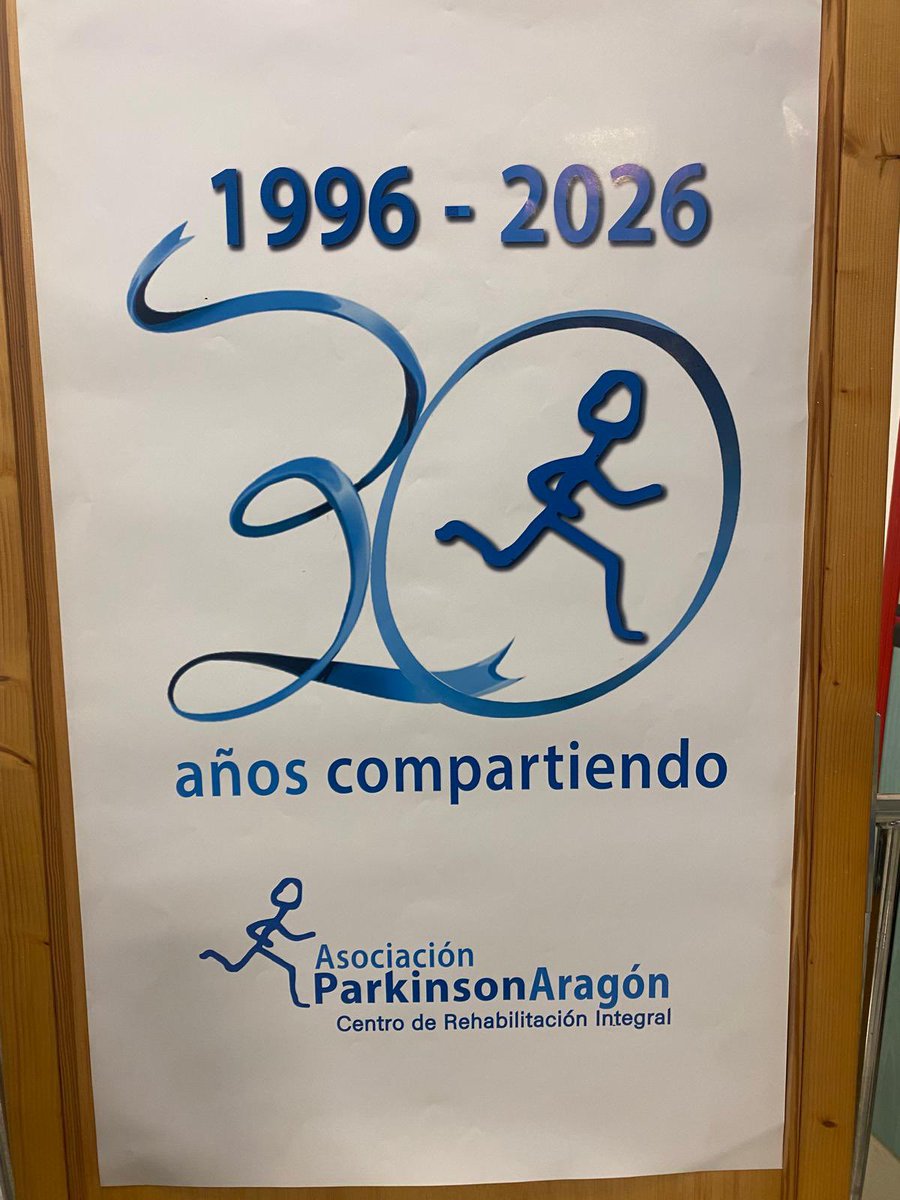 1996 - 2026
30
años compartiendo
Asociación
ParkinsonAragón
Centro de Rehabilitación Integral